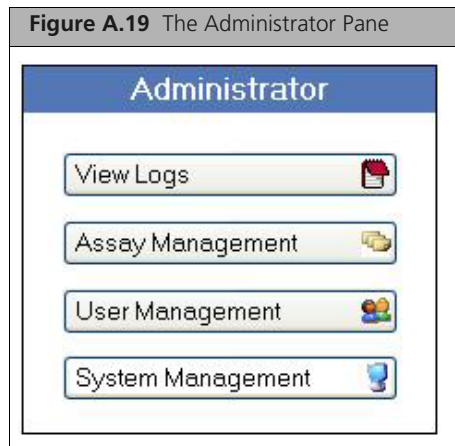 Figure A.19 The Administrator Pane
Administrator
View Logs
Assay Management
User Management
System Management